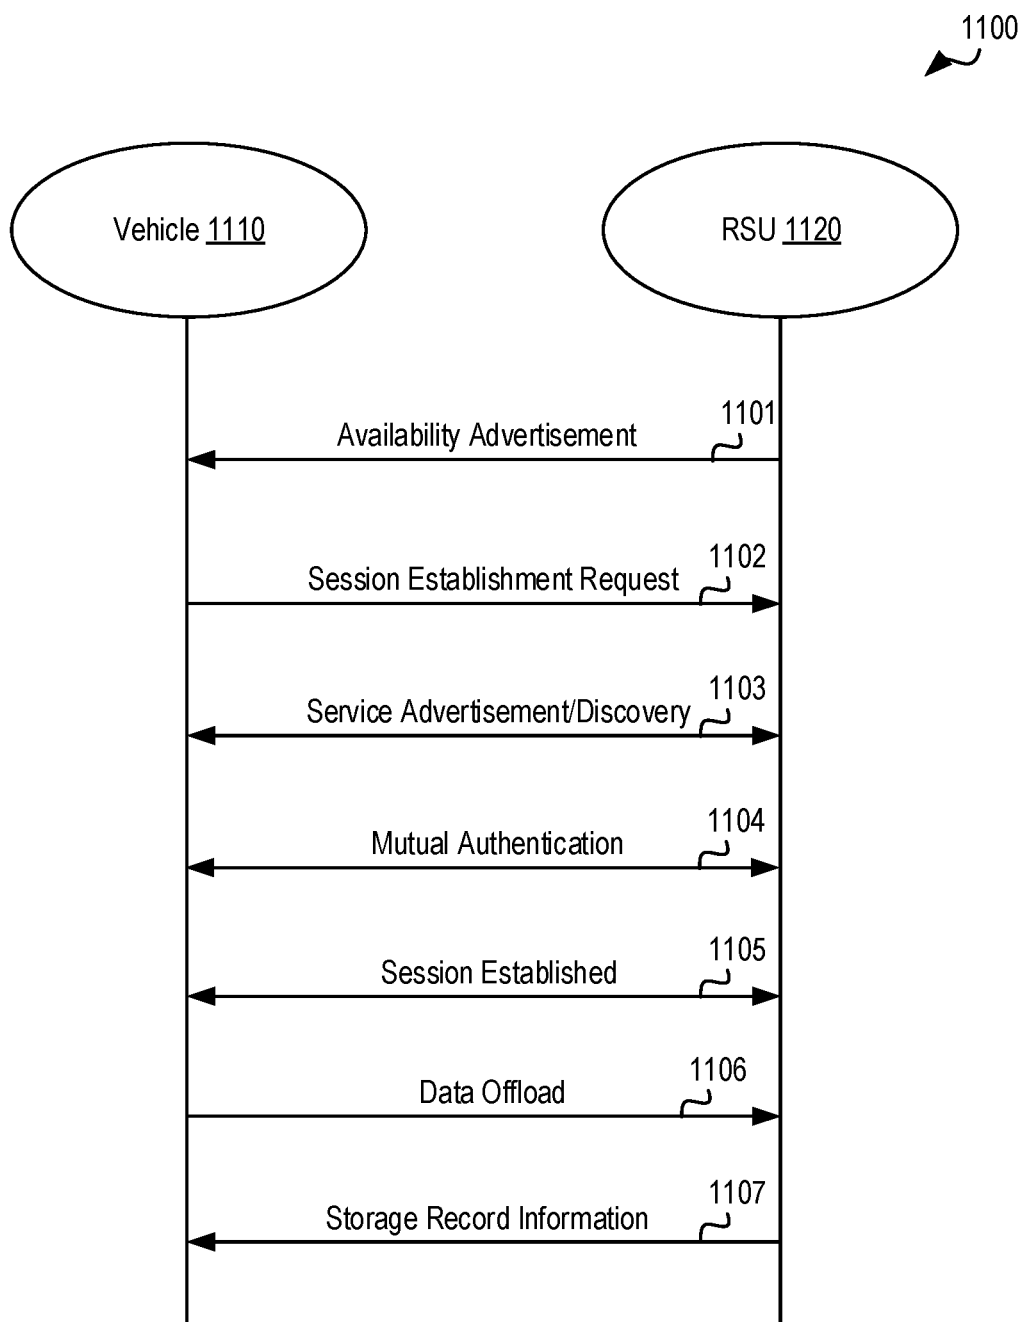 1100
Vehicle 1110
RSU 1120
1101
Availability Advertisement
1102
Session Establishment Request
1103
Service Advertisement/Discovery
1104
Mutual Authentication
1105
Session Established
1106
Data Offload
1107
Storage Record Information